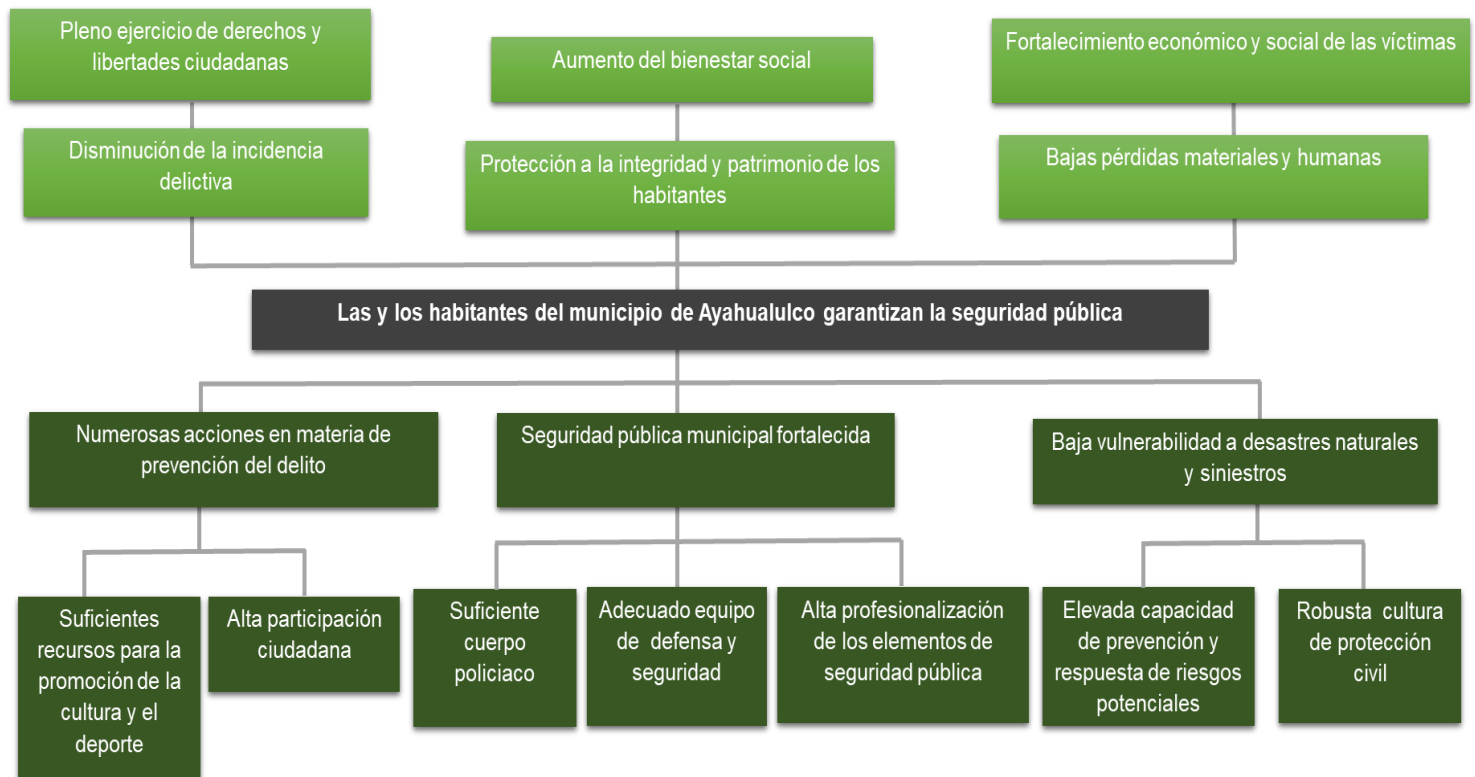 Pleno ejercicio de derechos y
libertades ciudadanas
Aumento del bienestar social
Fortalecimiento económico y social de las víctimas
Disminución de la incidencia
delictiva
Protección a la integridad y patrimonio de los
habitantes
Bajas pérdidas materiales y humanas
Las y los habitantes del municipio de Ayahualulco garantizan la seguridad pública
Numerosas acciones en materia de
prevención del delito
Seguridad pública municipal fortalecida
Baja vulnerabilidad a desastres naturales
y siniestros
Suficientes
recursos para la
promoción de la
cultura y el
deporte
Alta participación
ciudadana
Suficiente
cuerpo
policiaco
Adecuado equipo
de defensa y
seguridad
Alta profesionalización
de los elementos de
seguridad pública
Elevada capacidad
de prevención y
respuesta de riesgos
potenciales
Robusta cultura
de protección
civil